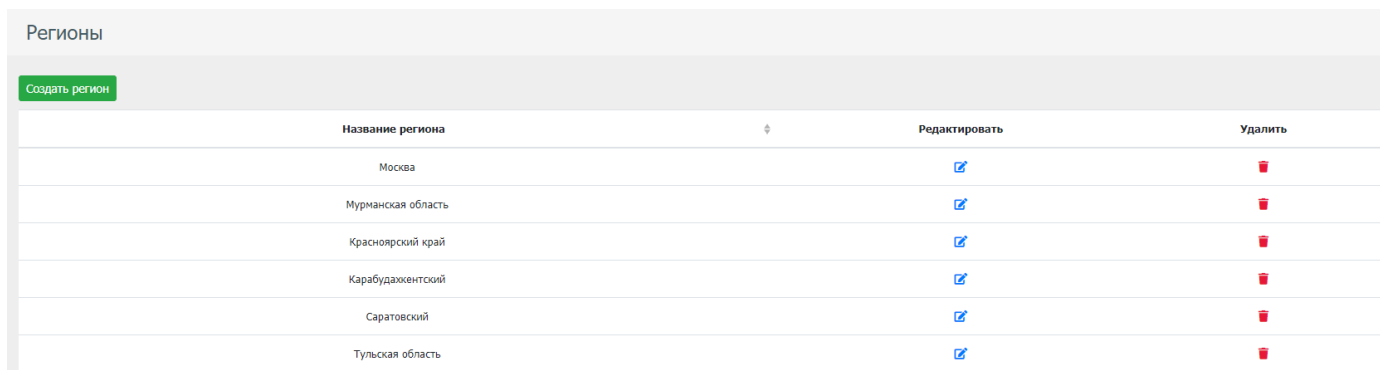 Регионы
Создать регион
Название региона Редактировать Удалить
Москва
Мурманская область
Красноярский край
Карабудахкентский
Саратовский
Тульская область